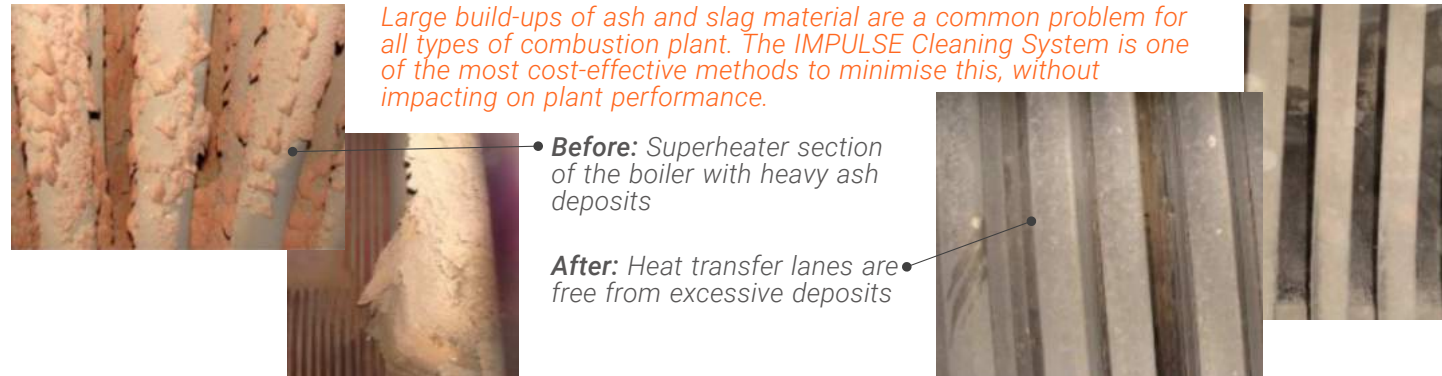 Large build-ups of ash and slag material are a common problem for
all types of combustion plant. The IMPULSE Cleaning System is one
of the most cost-effective methods to minimise this, without
impacting on plant performance.
Before: Superheater section
of the boiler with heavy ash
deposits
After: Heat transfer lanes are
free from excessive deposits